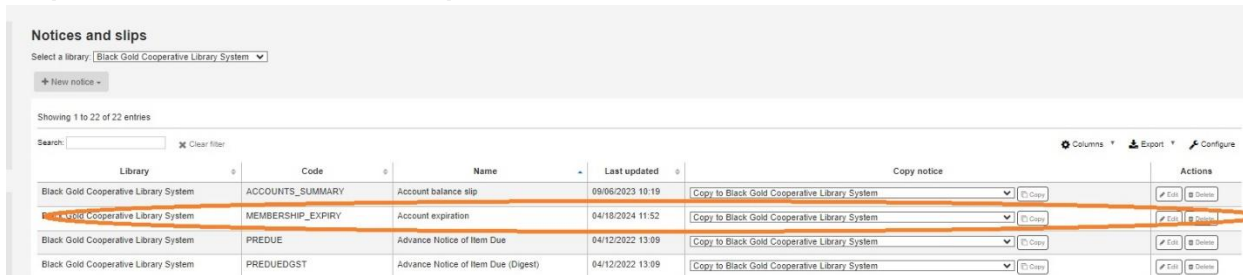 Notices and slips
Select a library: Black Gold Cooperative Library System
+ New notice
Showing 1 to 22 of 22 entries
Search: Clear filter Columns Export Configure
Library Code Name Last updated Copy notice Actions
Black Gold Cooperative Library System ACCOUNTS_SUMMARY Account balance slip 09/06/2023 10:19 Copy to Black Gold Cooperative Library System Copy Edit Delete
Black Gold Cooperative Library System MEMBERSHIP_EXPIRY Account expiration 04/18/2024 11:52 Copy to Black Gold Cooperative Library System Copy Edit Delete
Black Gold Cooperative Library System PREDUE Advance Notice of Item Due 04/12/2022 13:09 Copy to Black Gold Cooperative Library System Copy Edit Delete
Black Gold Cooperative Library System PREDUEDGST Advance Notice of Item Due (Digest) 04/12/2022 13:09 Copy to Black Gold Cooperative Library System Copy Edit Delete